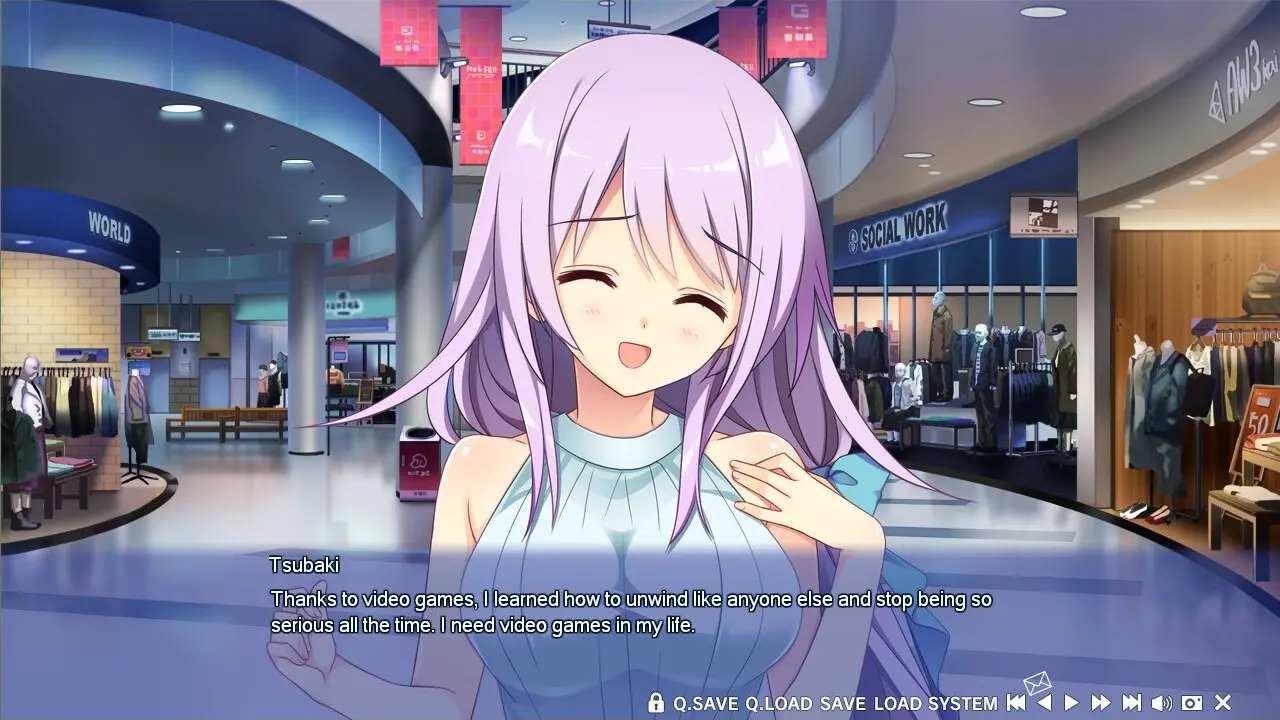 WORLD
SOCIAL WORK
50
Tsubaki
Thanks to video games, I learned how to unwind like anyone else and stop being so
serious all the time. I need video games in my life.
Q.SAVE Q.LOAD SAVE LOAD SYSTEM